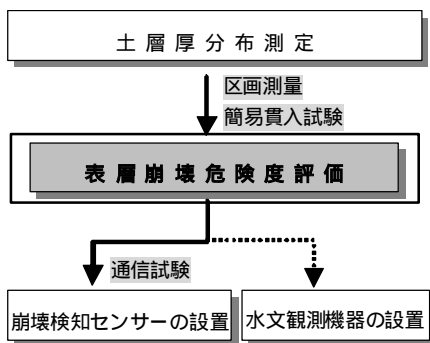 土層厚分布測定
区画測量
簡易貫入試験
表層崩壊危険度評価
通信試験
崩壊検知センサーの設置
水文観測機器の設置